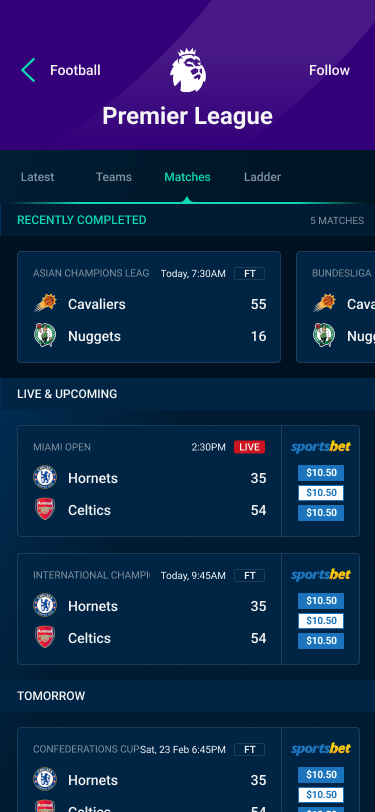 Football
Follow
Premier League
Latest Teams Matches Ladder
RECENTLY COMPLETED 5 MATCHES
ASIAN CHAMPIONS LEAG Today, 7:30AM FT
Cavaliers 55
Nuggets 16
BUNDESLIGA
Cava
Nugg
LIVE & UPCOMING
MIAMI OPEN 2:30PM LIVE
Hornets 35
Celtics 54
sportsbet
$10.50
$10.50
$10.50
INTERNATIONAL CHAMPI Today, 9:45AM FT
Hornets 35
Celtics 54
sportsbet
$10.50
$10.50
$10.50
TOMORROW
CONFEDERATIONS CUP Sat, 23 Feb 6:45PM FT
Hornets 35
Celtics 54
sportsbet
$10.50
$10.50